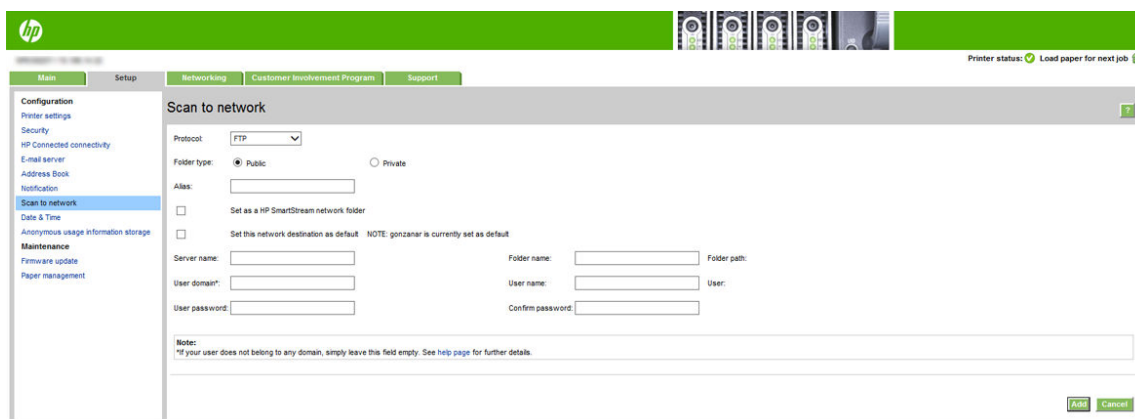 hp
Printer status: Load paper for next job
Main Setup Networking Customer Involvement Program Support
Configuration
Printer settings
Security
HP Connected connectivity
E-mail server
Address Book
Notification
Scan to network
Date & Time
Anonymous usage information storage
Maintenance
Firmware update
Paper management
Scan to network
?
Protocol: FTP
Folder type: Public Private
Alias:
Set as a HP SmartStream network folder
Set this network destination as default NOTE: gonzanar is currently set as default
Server name: Folder name: Folder path:
User domain*: User name: User:
User password: Confirm password:
Note:
*If your user does not belong to any domain, simply leave this field empty. See help page for further details.
Add Cancel